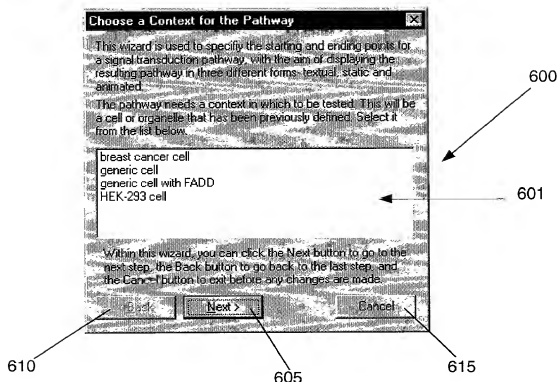 Choose a Context for the Pathway
This wizard is used to specifiy the starting and ending points for
a signal transduction pathway, with the aim of displaying the
resulting pathway in three different forms- textual, static and
animated.
The pathway needs a context in which to be tested. This will be
a cell or organelle that has been previously defined. Select it
from the list below.
600
breast cancer cell
generic cell
generic cell with FADD
HEK-293 cell
601
Within this wizard, you can click the Next button to go to the
next step, the Back button to go back to the last step, and
the Cancel button to exit before any changes are made.
< Back
Next >
Cancel
610
605
615